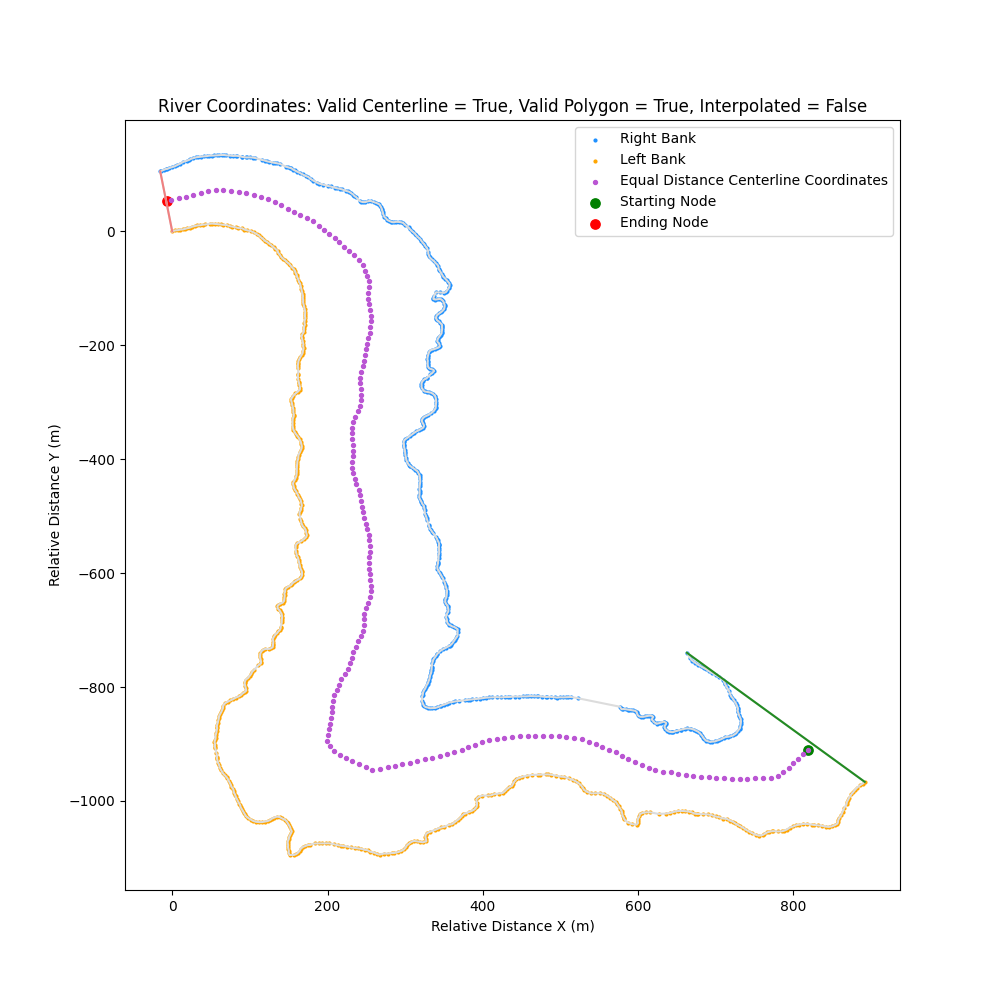 River Coordinates: Valid Centerline = True, Valid Polygon = True, Interpolated = False
Right Bank
Left Bank
Equal Distance Centerline Coordinates
Starting Node
Ending Node
0
−200
−400
−600
−800
−1000
Relative Distance Y (m)
0
200
400
600
800
Relative Distance X (m)